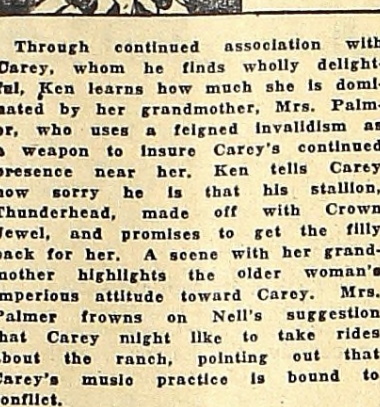 Through continued association with
Carey, whom he finds wholly delight-
ful, Ken learns how much she is domi-
nated by her grandmother, Mrs. Palm-
er, who uses a feigned invalidism as
a weapon to insure Carey's continued
presence near her. Ken tells Carey
how sorry he is that his stallion,
Thunderhead, made off with Crown
Jewel, and promises to get the filly
back for her. A scene with her grand-
mother highlights the older woman's
imperious attitude toward Carey. Mrs.
Palmer frowns on Nell's suggestion
that Carey might like to take rides
about the ranch, pointing out that
Carey's music practice is bound to
conflict.